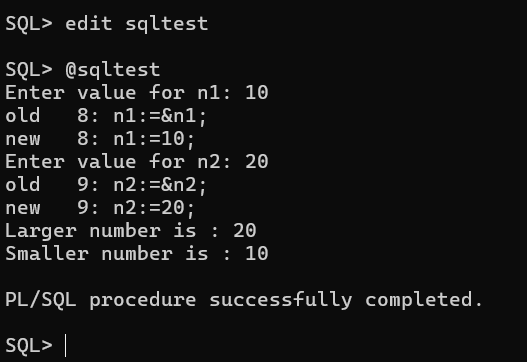 SQL> edit sqltest
SQL> @sqltest
Enter value for n1: 10
old   8: n1:=&n1;
new   8: n1:=10;
Enter value for n2: 20
old   9: n2:=&n2;
new   9: n2:=20;
Larger number is : 20
Smaller number is : 10
PL/SQL procedure successfully completed.
SQL>